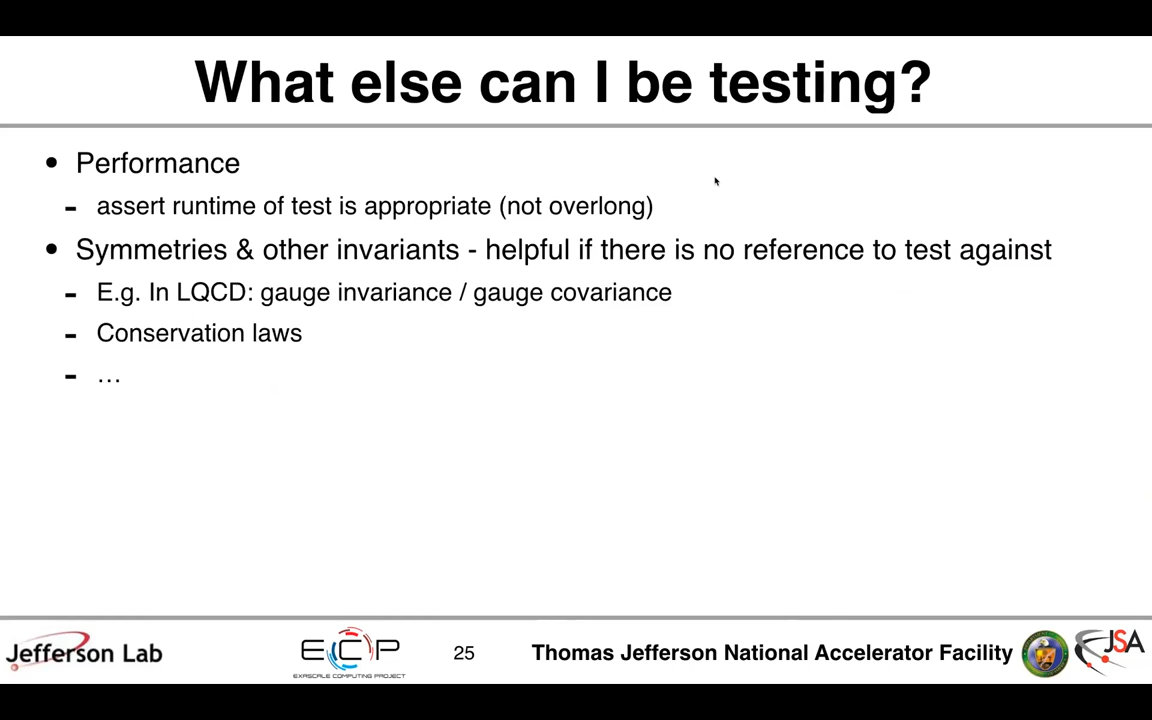 What else can I be testing?
• Performance
- assert runtime of test is appropriate (not overlong)
• Symmetries & other invariants - helpful if there is no reference to test against
- E.g. In LQCD: gauge invariance / gauge covariance
- Conservation laws
- …
Jefferson Lab
ECP
EXASCALE COMPUTING PROJECT
25
Thomas Jefferson National Accelerator Facility
JSA